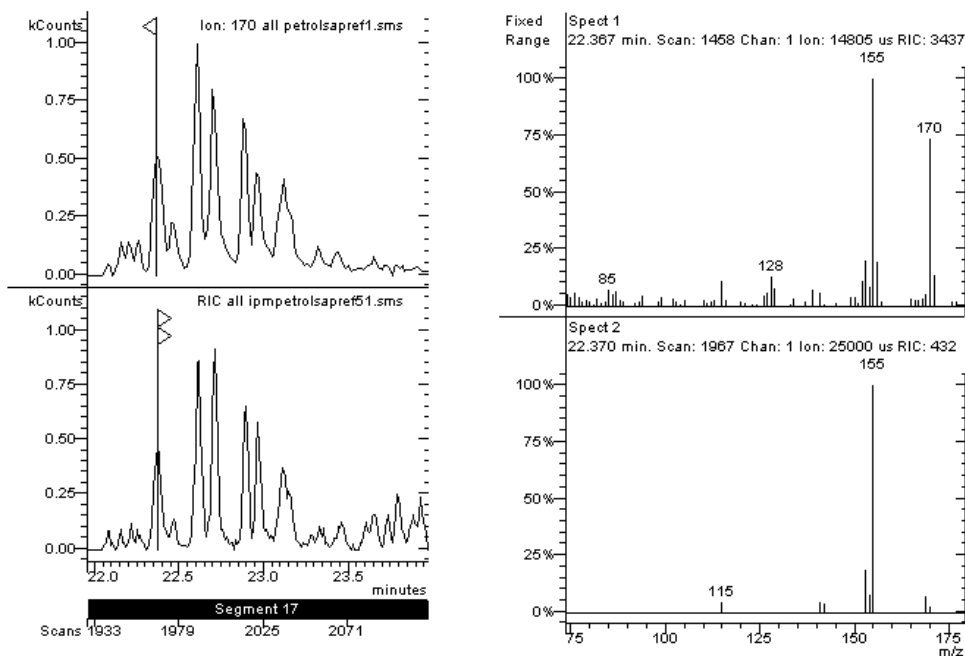 kCounts
Ion: 170 all petrolsapref1.sms
1.00
0.75
0.50
0.25
0.00
kCounts
RIC all ipmpetrolsapref51.sms
1.00
0.75
0.50
0.25
0.00
22.0 22.5 23.0 23.5
minutes
Segment 17
Scans 1933 1979 2025 2071
Fixed
Range
Spect 1
22.367 min. Scan: 1458 Chan: 1 Ion: 14805 us RIC: 3437
155
100%
170
75%
50%
25%
85
128
0%
Spect 2
22.370 min. Scan: 1967 Chan: 1 Ion: 25000 us RIC: 432
155
100%
75%
50%
25%
115
0%
75 100 125 150 175
m/z